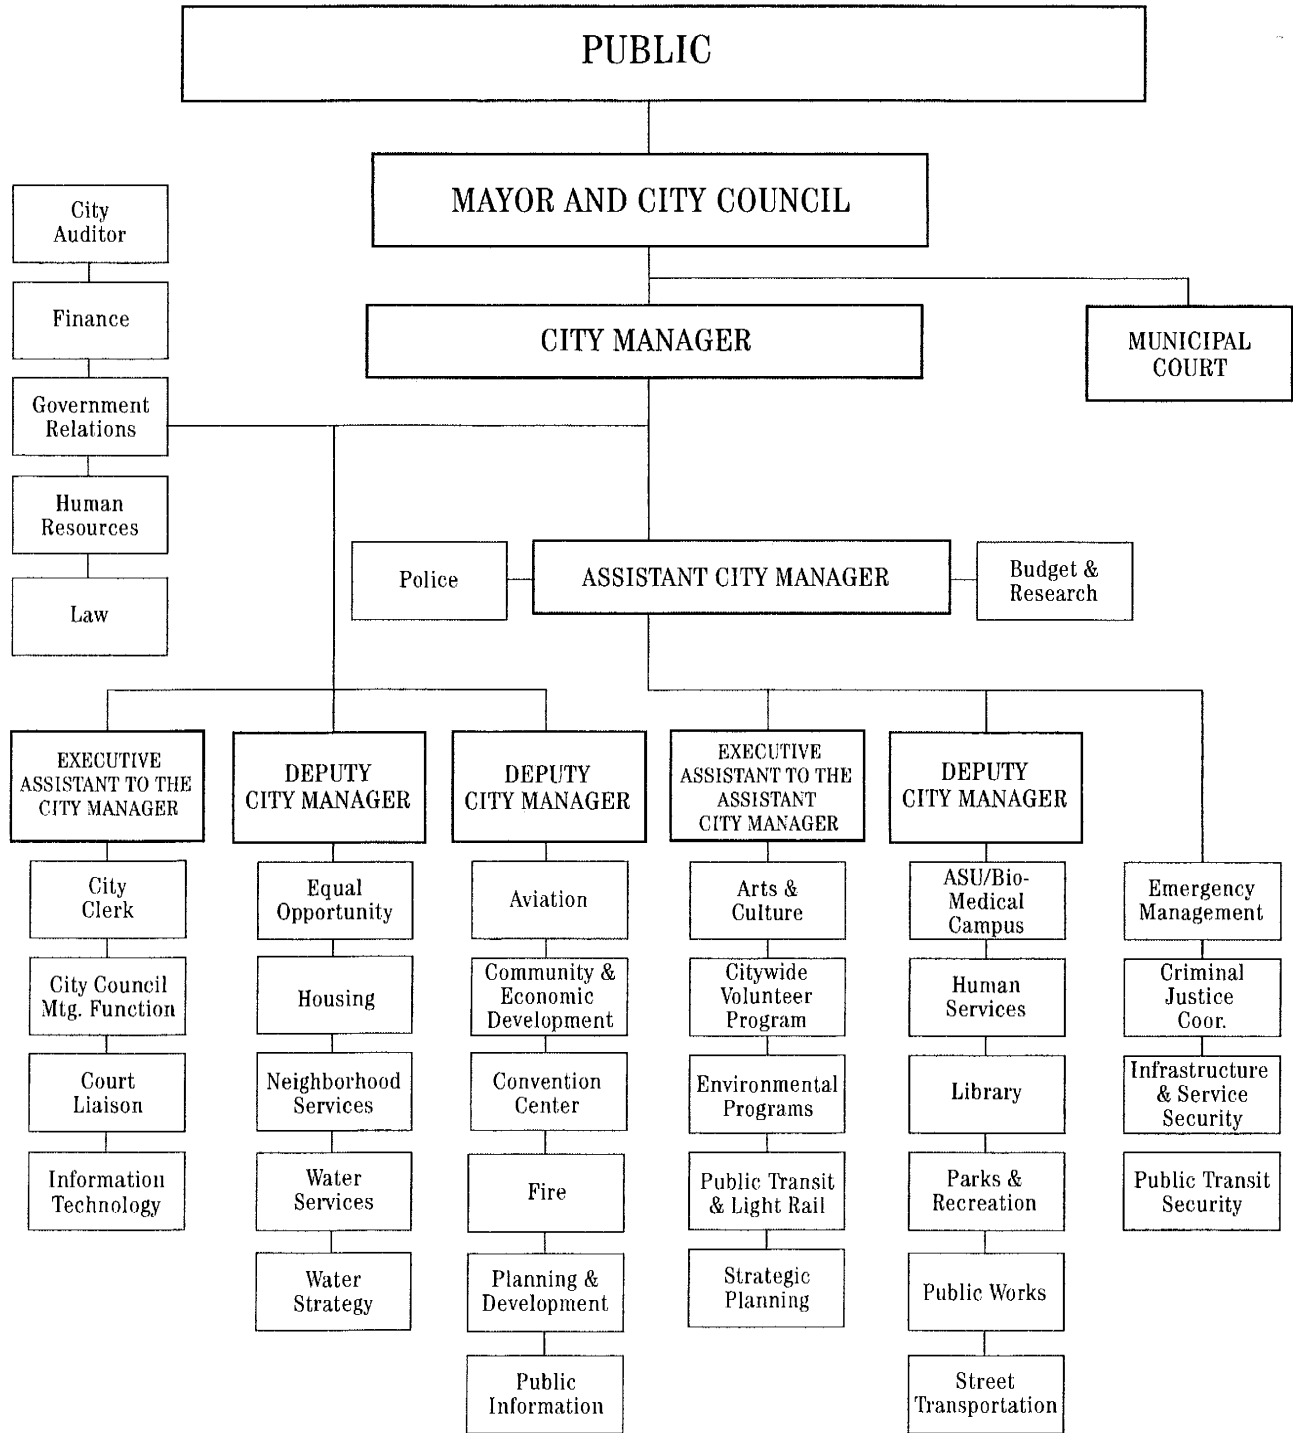 PUBLIC
MAYOR AND CITY COUNCIL
City
Auditor
Finance
Government
Relations
Human
Resources
Law
CITY MANAGER
MUNICIPAL
COURT
Police
ASSISTANT CITY MANAGER
Budget &
Research
EXECUTIVE
ASSISTANT TO THE
CITY MANAGER
City
Clerk
City Council
Mtg. Function
Court
Liaison
Information
Technology
DEPUTY
CITY MANAGER
Equal
Opportunity
Housing
Neighborhood
Services
Water
Services
Water
Strategy
DEPUTY
CITY MANAGER
Aviation
Community &
Economic
Development
Convention
Center
Fire
Planning &
Development
Public
Information
EXECUTIVE
ASSISTANT TO THE
ASSISTANT
CITY MANAGER
Arts &
Culture
Citywide
Volunteer
Program
Environmental
Programs
Public Transit
& Light Rail
Strategic
Planning
DEPUTY
CITY MANAGER
ASU/Bio-
Medical
Campus
Human
Services
Library
Parks &
Recreation
Public Works
Street
Transportation
Emergency
Management
Criminal
Justice
Coor.
Infrastructure
& Service
Security
Public Transit
Security